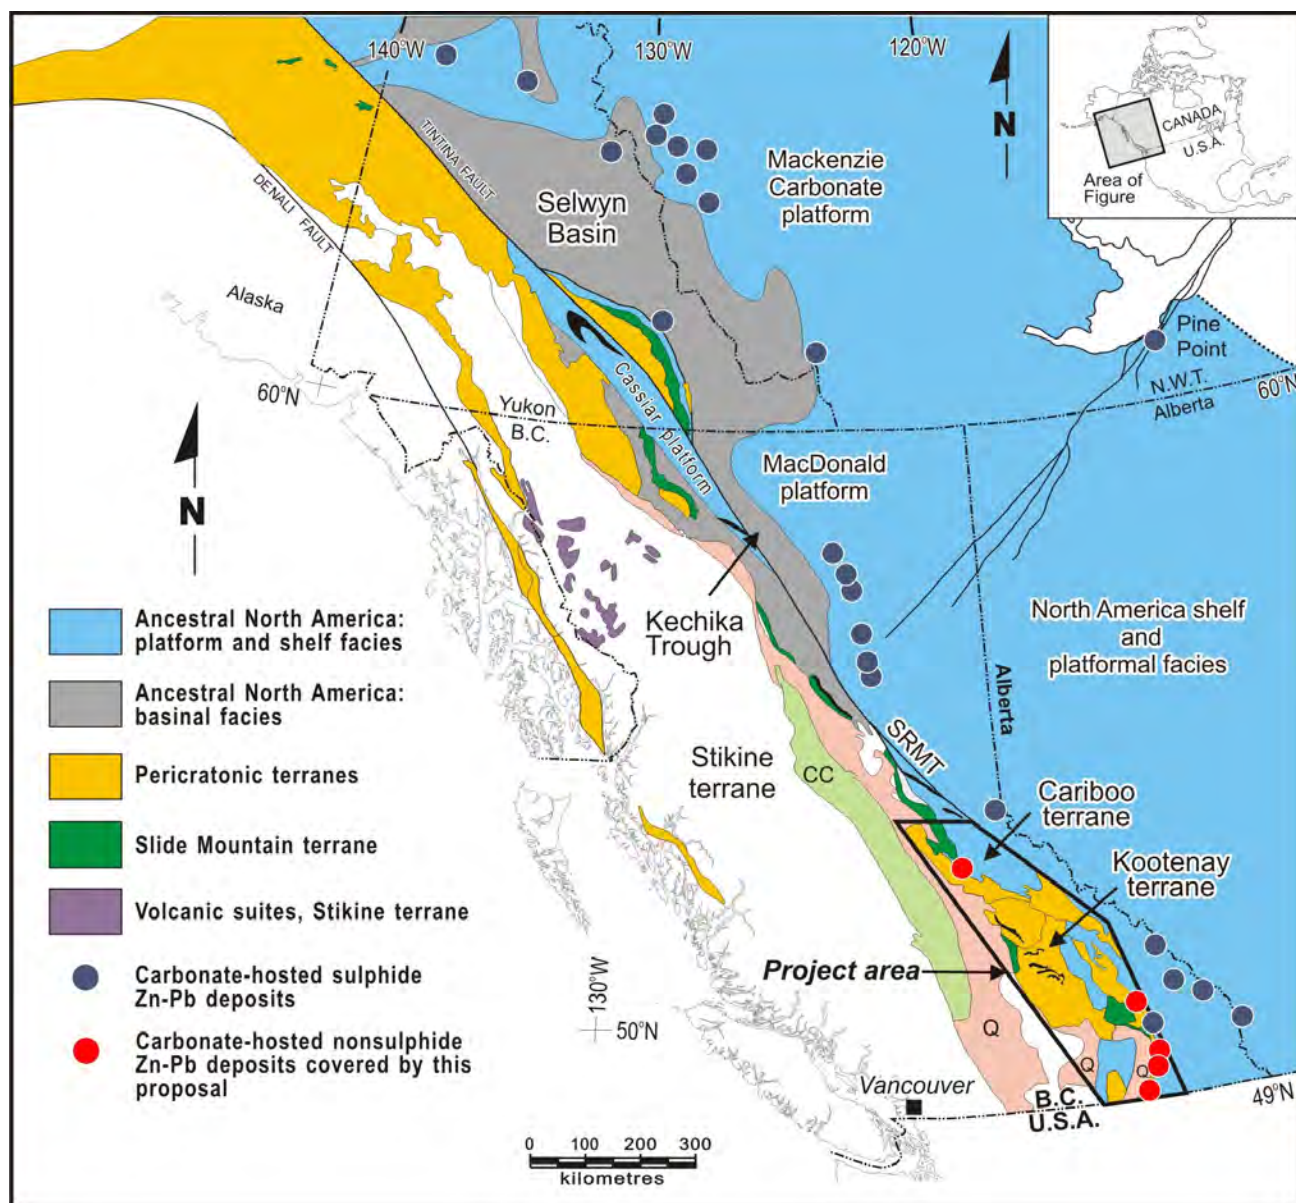 140°W
130°W
120°W
N
CANADA
U.S.A.
Area of
Figure
TINTINA FAULT
DENALI FAULT
Selwyn
Basin
Mackenzie
Carbonate
platform
Alaska
Pine
Point
N.W.T.
Alberta
60°N
60°N
Yukon
B.C.
Cassiar platform
MacDonald
platform
N
Kechika
Trough
North America shelf
and
platformal facies
Alberta
SRMT
Stikine
terrane
CC
Cariboo
terrane
Kootenay
terrane
Project area
Q
Q
Q
130°W
50°N
Vancouver
B.C.
U.S.A.
49°N
Ancestral North America:
platform and shelf facies
Ancestral North America:
basinal facies
Pericratonic terranes
Slide Mountain terrane
Volcanic suites, Stikine terrane
Carbonate-hosted sulphide
Zn-Pb deposits
Carbonate-hosted nonsulphide
Zn-Pb deposits covered by this
proposal
0 100 200 300
kilometres